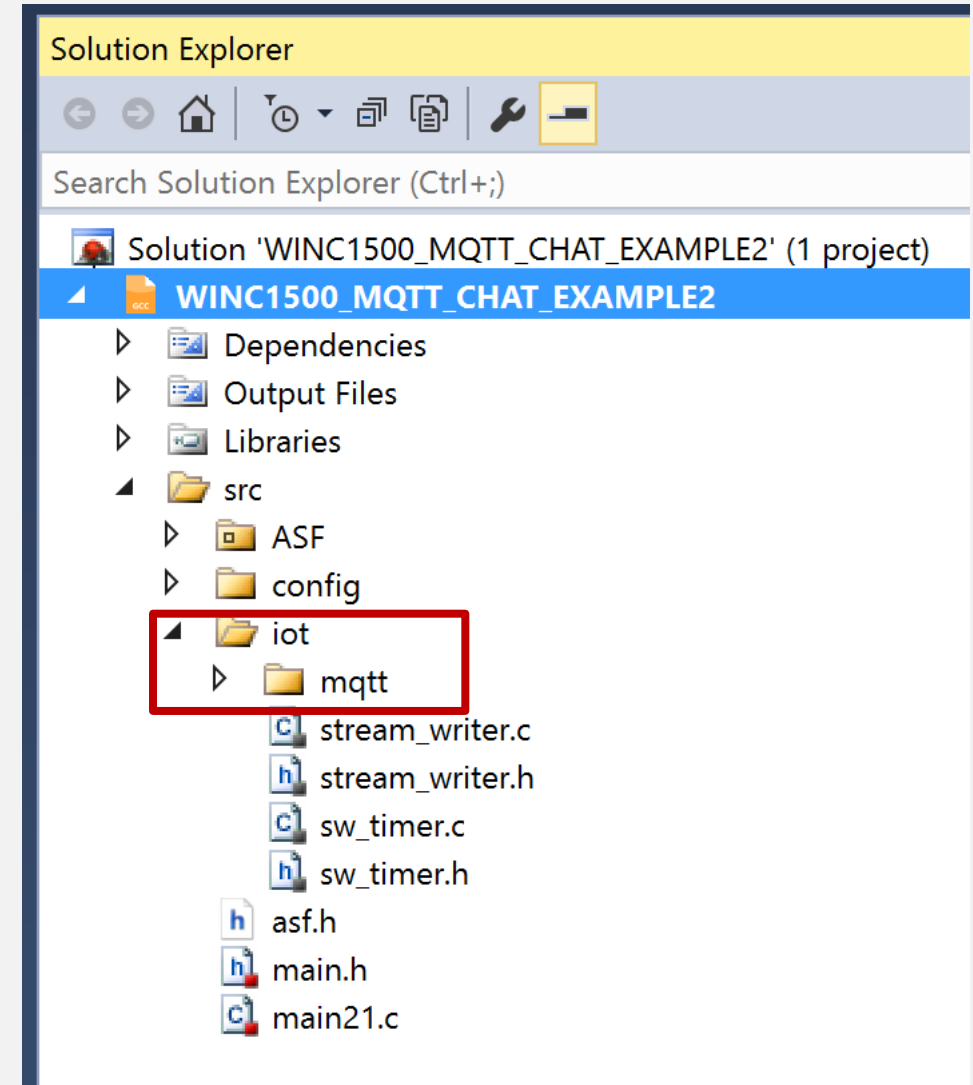 Solution Explorer
Search Solution Explorer (Ctrl+;)
Solution 'WINC1500_MQTT_CHAT_EXAMPLE2' (1 project)
GCC
WINC1500_MQTT_CHAT_EXAMPLE2
Dependencies
Output Files
Libraries
src
ASF
config
iot
mqtt
c stream_writer.c
h stream_writer.h
c sw_timer.c
h sw_timer.h
h asf.h
h main.h
c main21.c